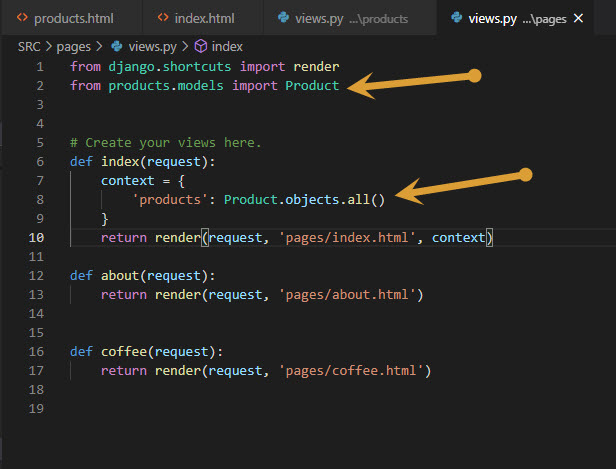 products.html index.html views.py ...\products views.py ...\pages
SRC > pages > views.py > index
1 from django.shortcuts import render
2 from products.models import Product
3
4
5 # Create your views here.
6 def index(request):
7 context = {
8 'products': Product.objects.all()
9 }
10 return render(request, 'pages/index.html', context)
11
12 def about(request):
13 return render(request, 'pages/about.html')
14
15
16 def coffee(request):
17 return render(request, 'pages/coffee.html')
18
19